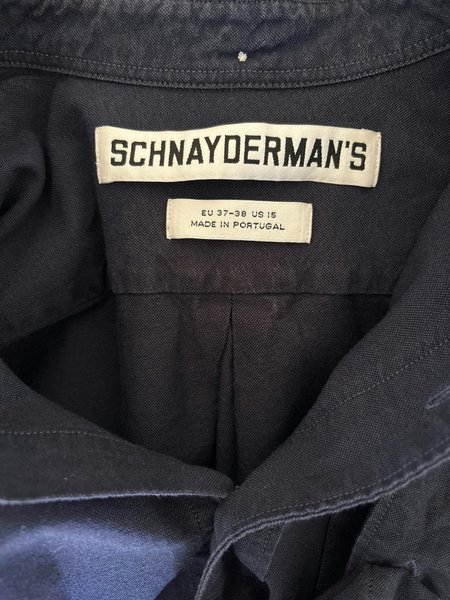 SCHNAYDERMAN'S
EU 37-38 US 15
MADE IN PORTUGAL